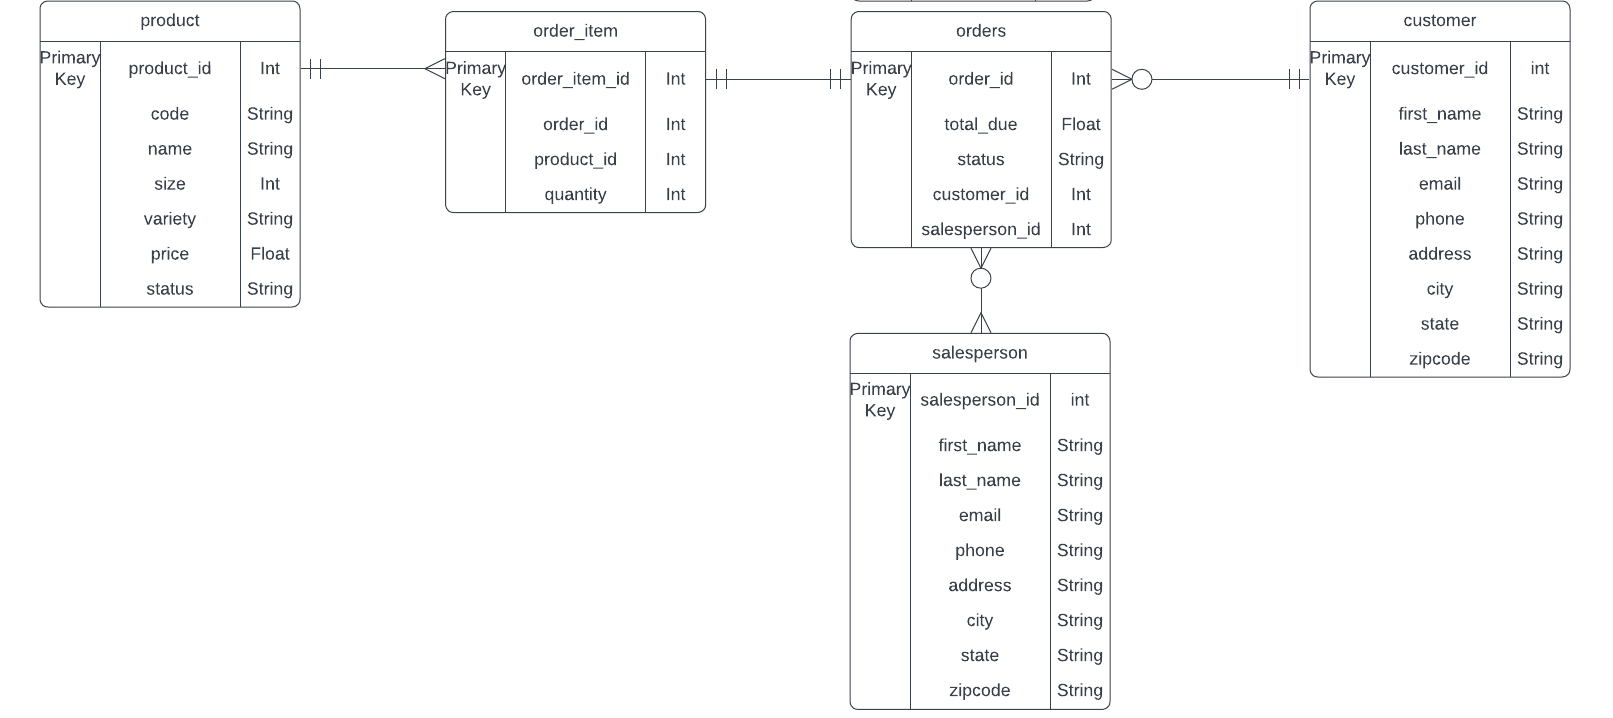 product
Primary Key product_id Int
code String
name String
size Int
variety String
price Float
status String
order_item
Primary Key order_item_id Int
order_id Int
product_id Int
quantity Int
orders
Primary Key order_id Int
total_due Float
status String
customer_id Int
salesperson_id Int
customer
Primary Key customer_id int
first_name String
last_name String
email String
phone String
address String
city String
state String
zipcode String
salesperson
Primary Key salesperson_id int
first_name String
last_name String
email String
phone String
address String
city String
state String
zipcode String